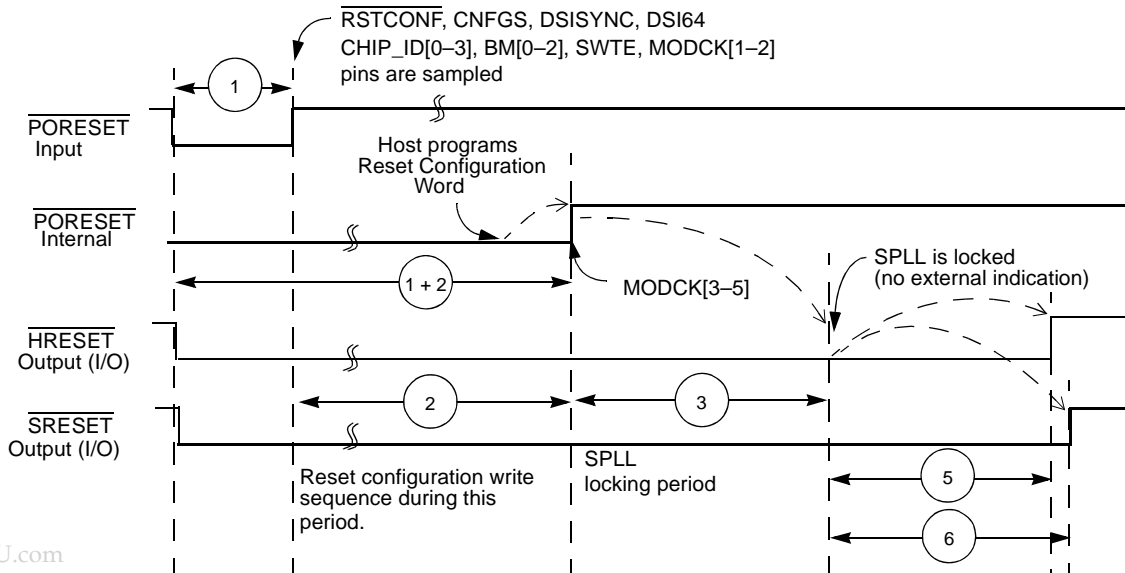 RSTCONF, CNFGS, DSISYNC, DSI64
CHIP_ID[0–3], BM[0–2], SWTE, MODCK[1–2]
pins are sampled
1
PORESET
Input
Host programs
Reset Configuration
Word
PORESET
Internal
1 + 2
MODCK[3–5]
SPLL is locked
(no external indication)
HRESET
Output (I/O)
2
3
SRESET
Output (I/O)
Reset configuration write
sequence during this
period.
SPLL
locking period
5
6
U.com